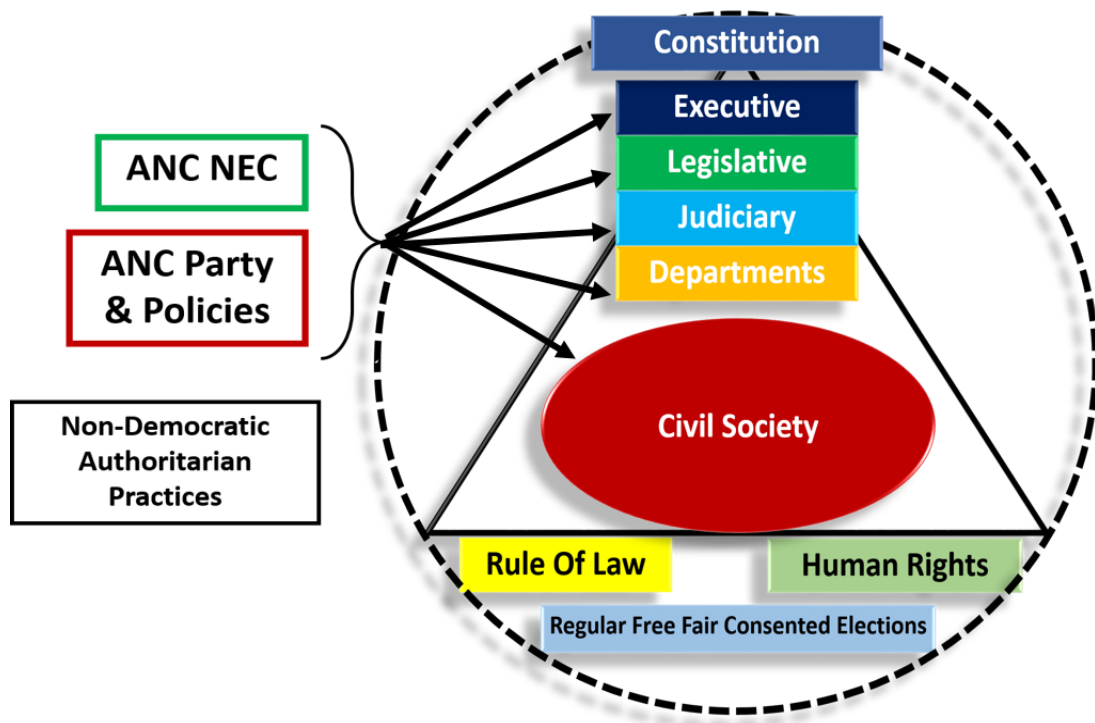 Constitution
Executive
Legislative
Judiciary
Departments
ANC NEC
ANC Party
& Policies
Non-Democratic
Authoritarian
Practices
Civil Society
Rule Of Law
Human Rights
Regular Free Fair Consented Elections